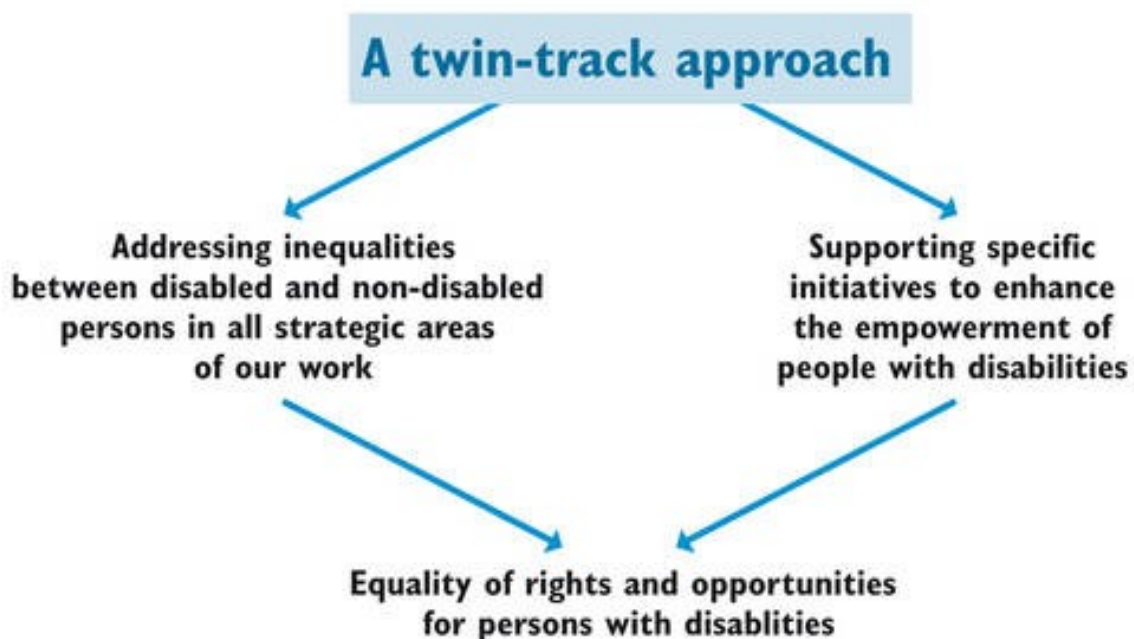 A twin-track approach
Addressing inequalities
between disabled and non-disabled
persons in all strategic areas
of our work
Supporting specific
initiatives to enhance
the empowerment of
people with disabilities
Equality of rights and opportunities
for persons with disablities